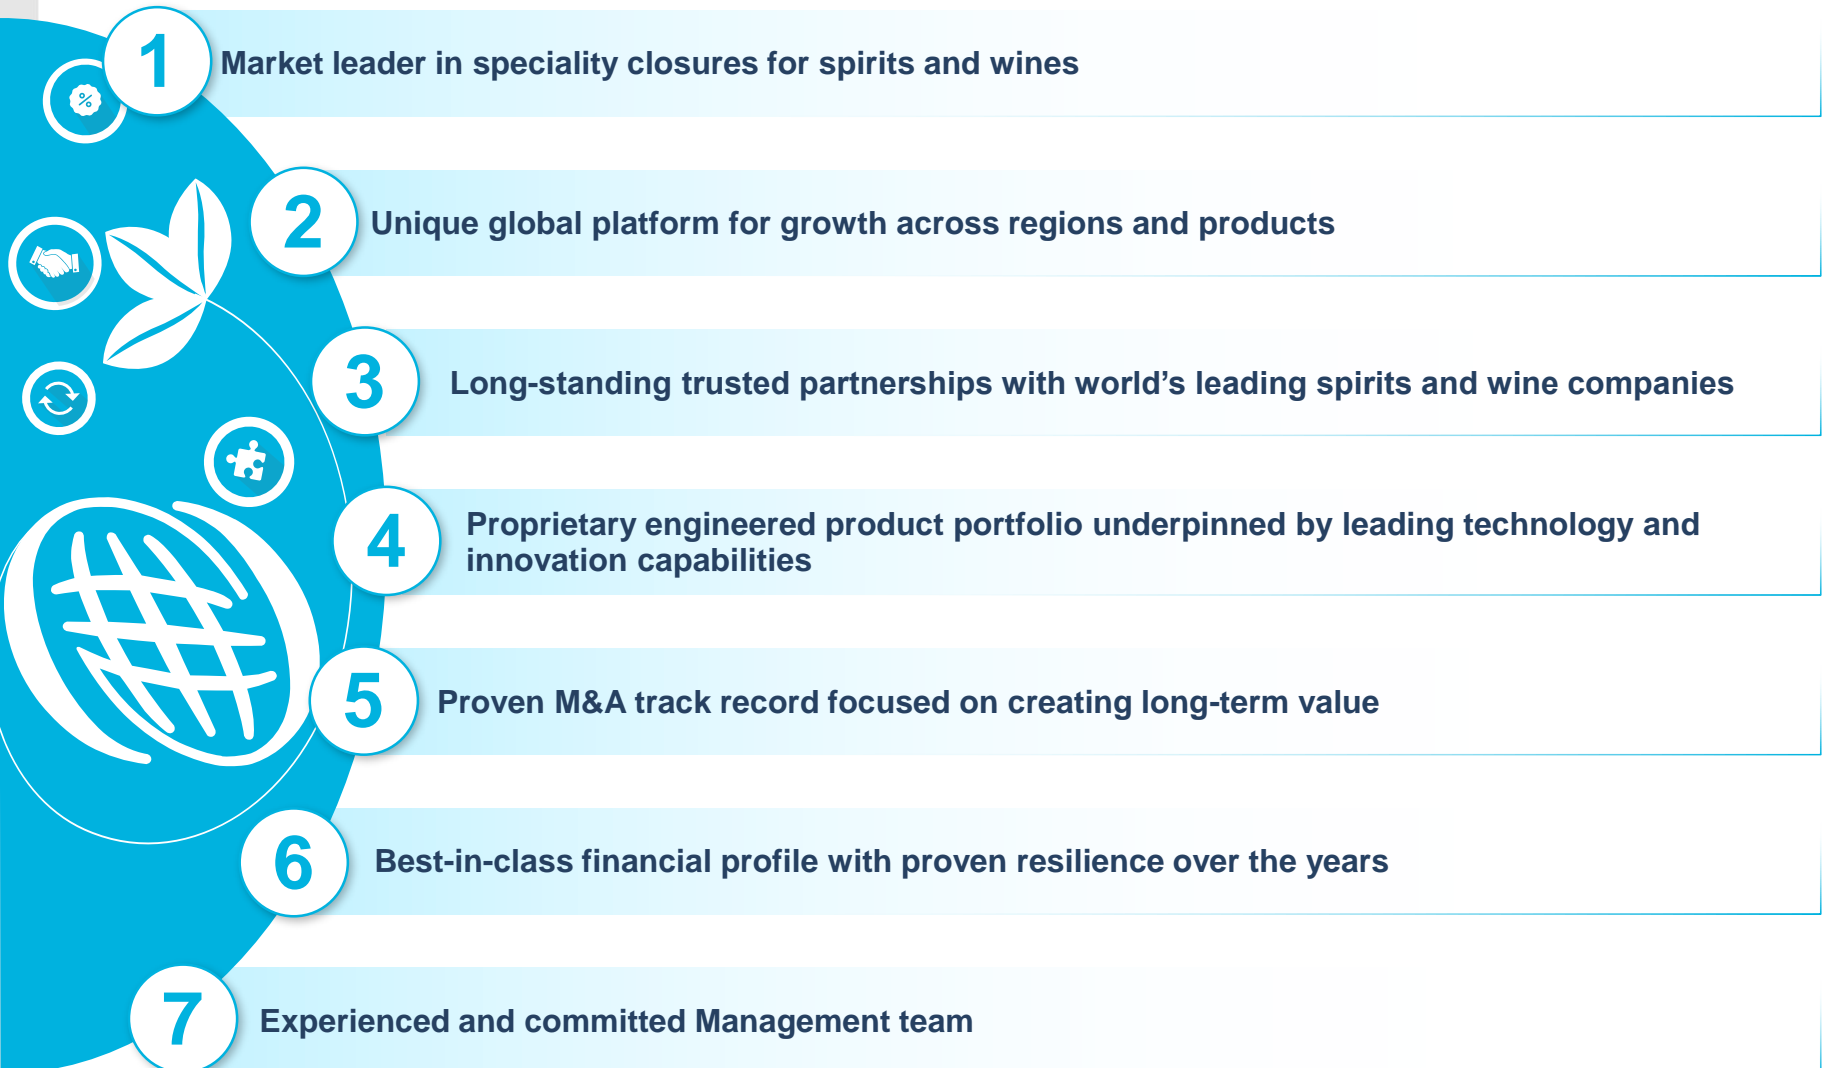 1
Market leader in speciality closures for spirits and wines
2
Unique global platform for growth across regions and products
3
Long-standing trusted partnerships with world’s leading spirits and wine companies
4
Proprietary engineered product portfolio underpinned by leading technology and
innovation capabilities
5
Proven M&A track record focused on creating long-term value
6
Best-in-class financial profile with proven resilience over the years
7
Experienced and committed Management team
%